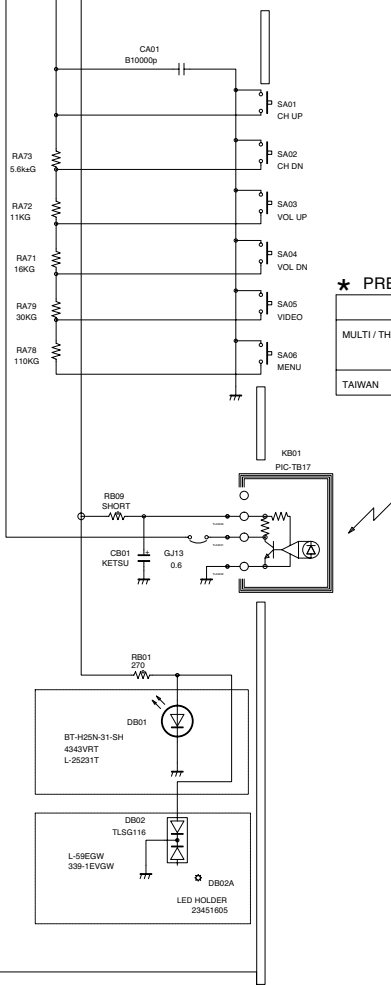 CA01
B10000p
SA01
CH UP
RA73
5.6k±G
SA02
CH DN
RA72
11KG
SA03
VOL UP
RA71
16KG
SA04
VOL DN
★ PRE
RA79
30KG
SA05
VIDEO
MULTI / TH
RA78
110KG
SA06
MENU
TAIWAN
KB01
PIC-TB17
RB09
SHORT
CB01
KETSU
GJ13
0.6
RB01
270
DB01
BT-H25N-31-SH
4343VRT
L-25231T
DB02
TLSG116
L-59EGW
339-1EVGW
DB02A
LED HOLDER
23451605